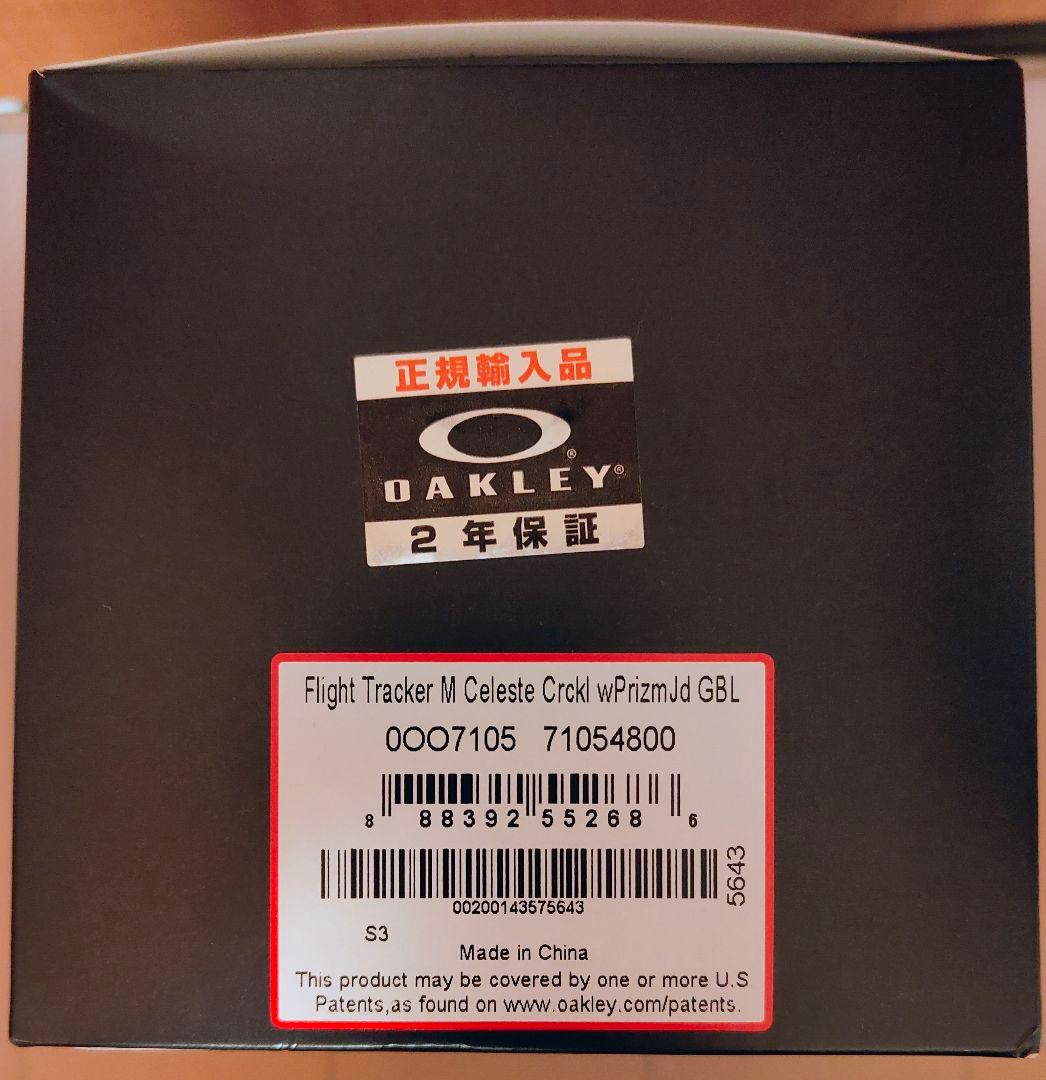 正規輸入品
®
OAKLEY®
2年保証
Flight Tracker M Celeste Crckl wPrizmJd GBL
0OO7105 71054800
8 88392 55268 6
5643
00200143575643
S3
Made in China
This product may be covered by one or more U.S.
Patents,as found on www.oakley.com/patents.